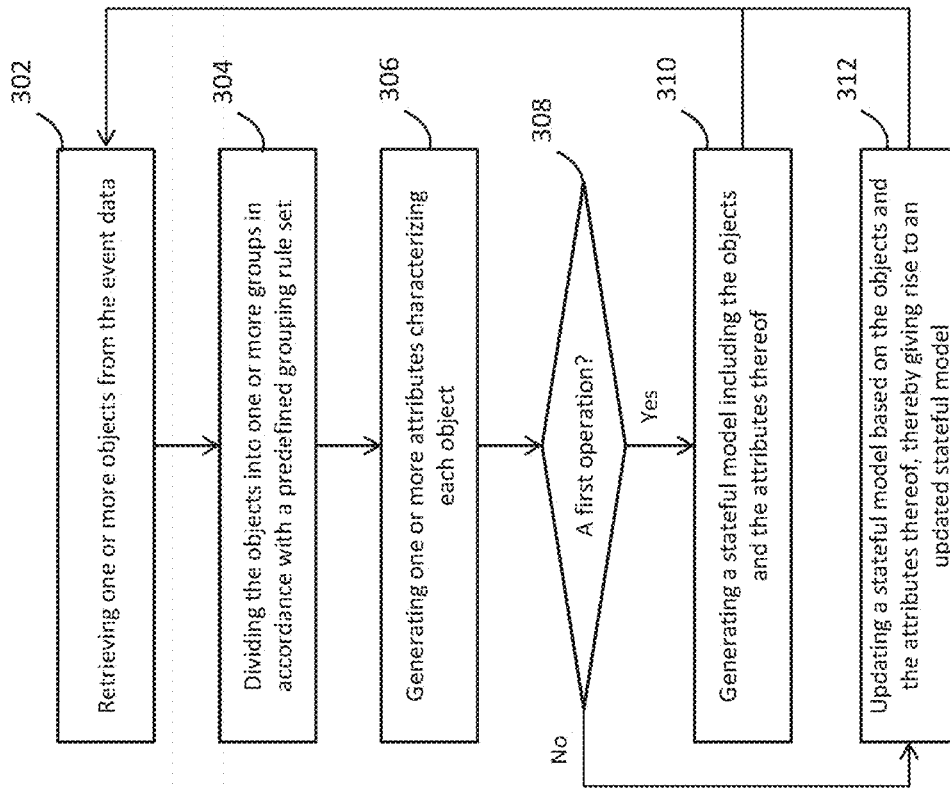 302
Retrieving one or more objects from the event data
304
Dividing the objects into one or more groups in
accordance with a predefined grouping rule set
306
Generating one or more attributes characterizing
each object
308
A first operation?
No
Yes
310
Generating a stateful model including the objects
and the attributes thereof
312
Updating a stateful model based on the objects and
the attributes thereof, thereby giving rise to an
updated stateful model